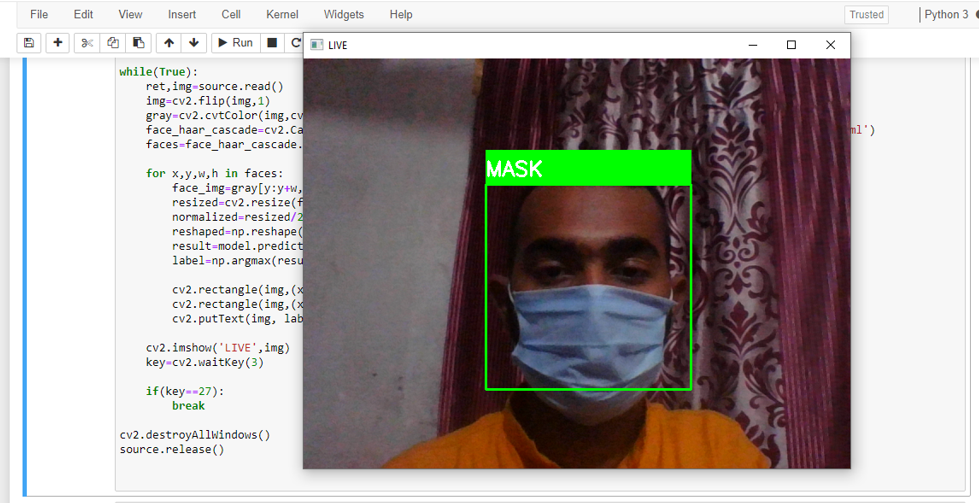 File Edit View Insert Cell Kernel Widgets Help Trusted Python 3
Run
LIVE
while(True):
ret,img=source.read()
img=cv2.flip(img,1)
gray=cv2.cvtColor(img,cv
face_haar_cascade=cv2.Ca ml')
faces=face_haar_cascade.
for x,y,w,h in faces:
face_img=gray[y:y+w,
resized=cv2.resize(f
normalized=resized/2
reshaped=np.reshape(
result=model.predict
label=np.argmax(resu
cv2.rectangle(img,(x
cv2.rectangle(img,(x
cv2.putText(img, lab
cv2.imshow('LIVE',img)
key=cv2.waitKey(3)
if(key==27):
break
cv2.destroyAllWindows()
source.release()
MASK